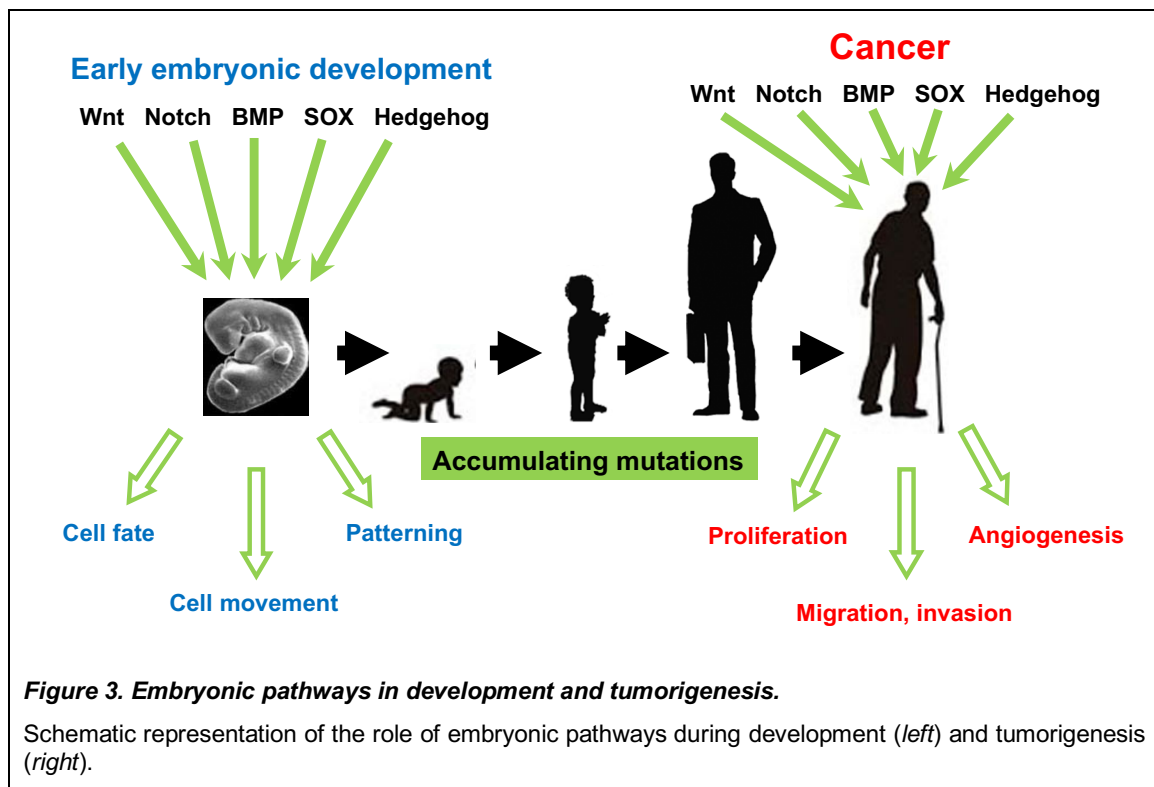 Early embryonic development
Wnt Notch BMP SOX Hedgehog
Cancer
Wnt Notch BMP SOX Hedgehog
Accumulating mutations
Cell fate
Patterning
Cell movement
Proliferation
Angiogenesis
Migration, invasion
Figure 3. Embryonic pathways in development and tumorigenesis.
Schematic representation of the role of embryonic pathways during development (left) and tumorigenesis
(right).